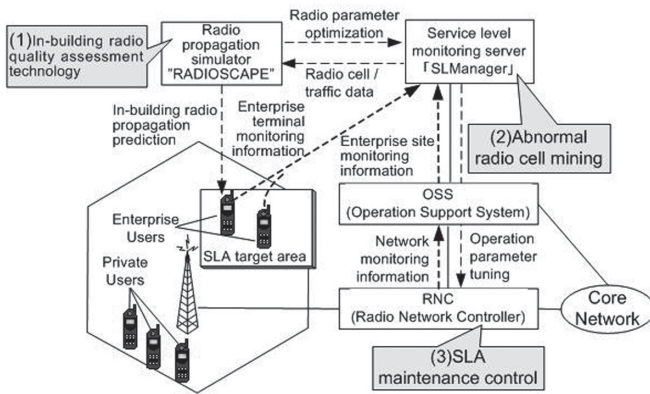 (1)In-building radio
quality assessment
technology
Radio
propagation
simulator
"RADIOSCAPE"
Radio parameter
optimization
Radio cell /
traffic data
Service level
monitoring server
「SLManager」
(2)Abnormal
radio cell mining
In-building radio
propagation
prediction
Enterprise
terminal
monitoring
information
Enterprise site
monitoring
information
OSS
(Operation Support System)
Enterprise
Users
SLA target area
Private
Users
Network
monitoring
information
Operation
parameter
tuning
RNC
(Radio Network Controller)
Core
Network
(3)SLA
maintenance control